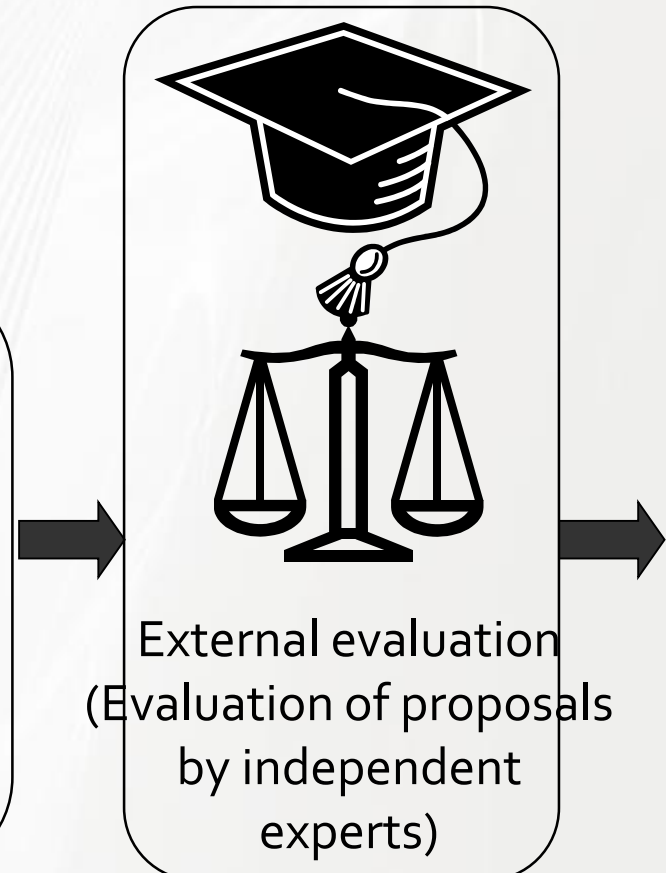 External evaluation
(Evaluation of proposals
by independent
experts)